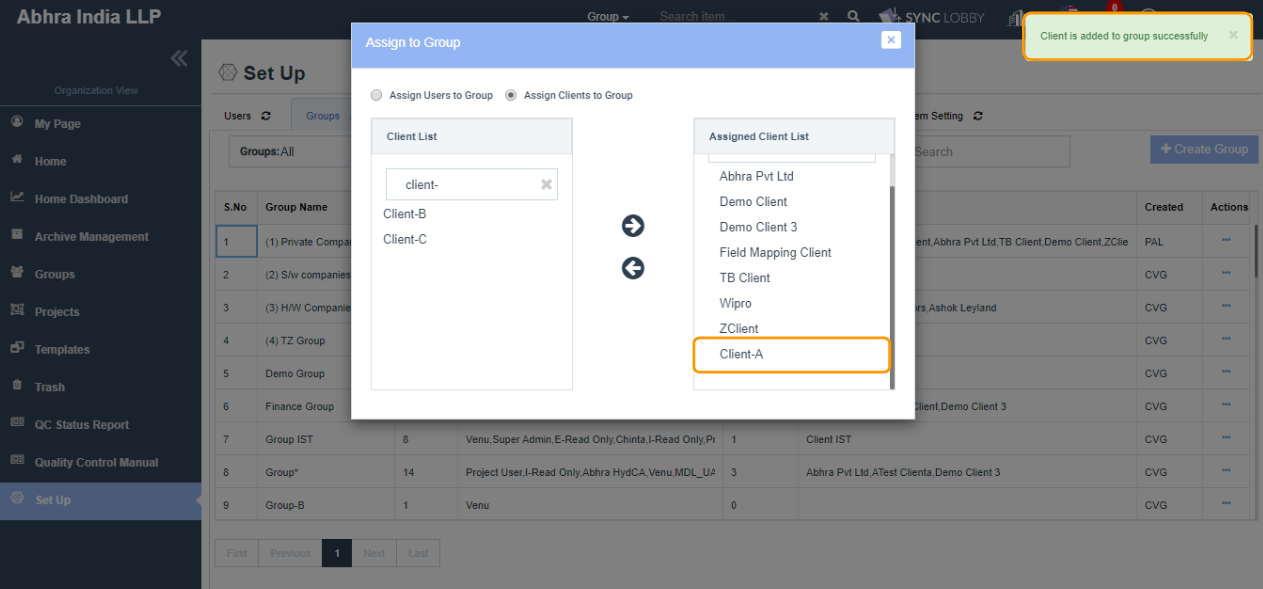 Abhra India LLP
Group
Search item...
SYNC LOBBY
0
Client is added to group successfully
Organization View
My Page
Home
Home Dashboard
Archive Management
Groups
Projects
Templates
Trash
QC Status Report
Quality Control Manual
Set Up
Set Up
Users
Groups
em Setting
Groups:All
Search
Create Group
Assign to Group
Assign Users to Group
Assign Clients to Group
Client List
client-
Client-B
Client-C
Assigned Client List
Abhra Pvt Ltd
Demo Client
Demo Client 3
Field Mapping Client
TB Client
Wipro
ZClient
Client-A
S.No Group Name Created Actions
1 (1) Private Compa ent,Abhra Pvt Ltd,TB Client,Demo Client,ZClie PAL
2 (2) S/w companies CVG
3 (3) H/W Companie rs,Ashok Leyland CVG
4 (4) TZ Group CVG
5 Demo Group CVG
6 Finance Group Client,Demo Client 3 CVG
7 Group IST 8 Venu,Super Admin,E-Read Only,Chinta,I-Read Only,Pr 1 Client IST CVG
8 Group* 14 Project User,I-Read Only,Abhra HydCA,Venu,MDL_UA 3 Abhra Pvt Ltd,ATest Clienta,Demo Client 3 CVG
9 Group-B 1 Venu 0 CVG
First Previous 1 Next Last